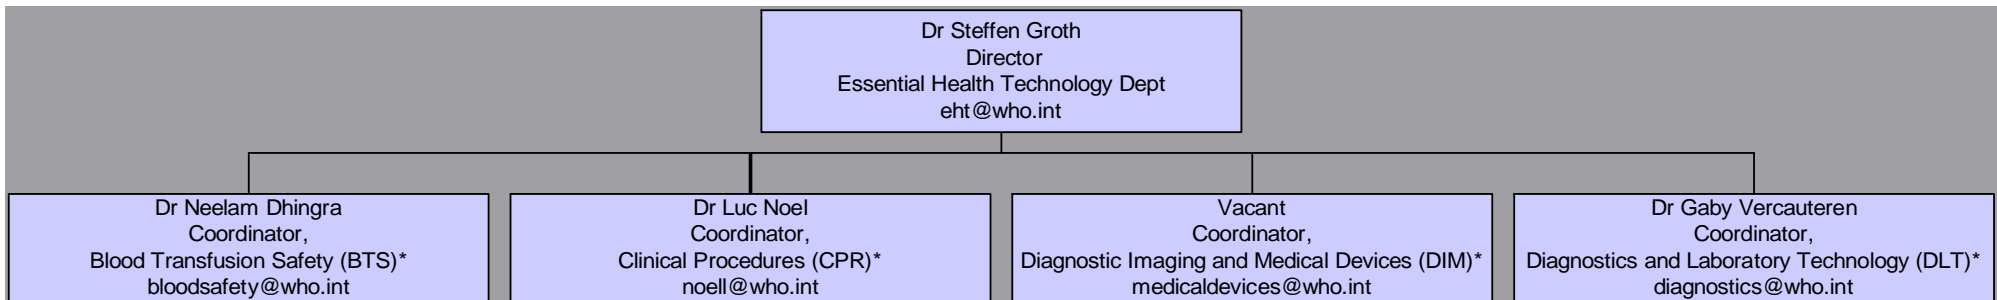 Dr Steffen Groth
Director
Essential Health Technology Dept
eht@who.int
Dr Neelam Dhingra
Coordinator,
Blood Transfusion Safety (BTS)*
bloodsafety@who.int
Dr Luc Noel
Coordinator,
Clinical Procedures (CPR)*
noell@who.int
Vacant
Coordinator,
Diagnostic Imaging and Medical Devices (DIM)*
medicaldevices@who.int
Dr Gaby Vercauteren
Coordinator,
Diagnostics and Laboratory Technology (DLT)*
diagnostics@who.int